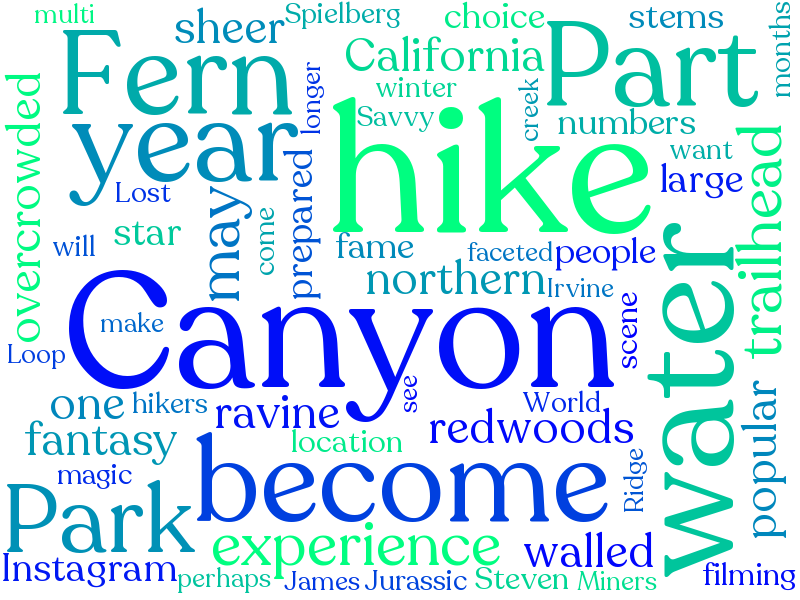 multi
Spielberg
choice
stems
months
sheer
California
Fern
Part
winter
longer
year
Savvy
creek
numbers
hike
want
overcrowded
Lost
large
trailhead
may
prepared
star
come
will
fame
faceted
people
northern
Irvine
water
Canyon
make
scene
Loop
see
one
hikers
ravine
World
redwoods
popular
fantasy
location
magic
become
Ridge
Park
experience
walled
Instagram
perhaps
James
Jurassic
Steven
Miners
filming